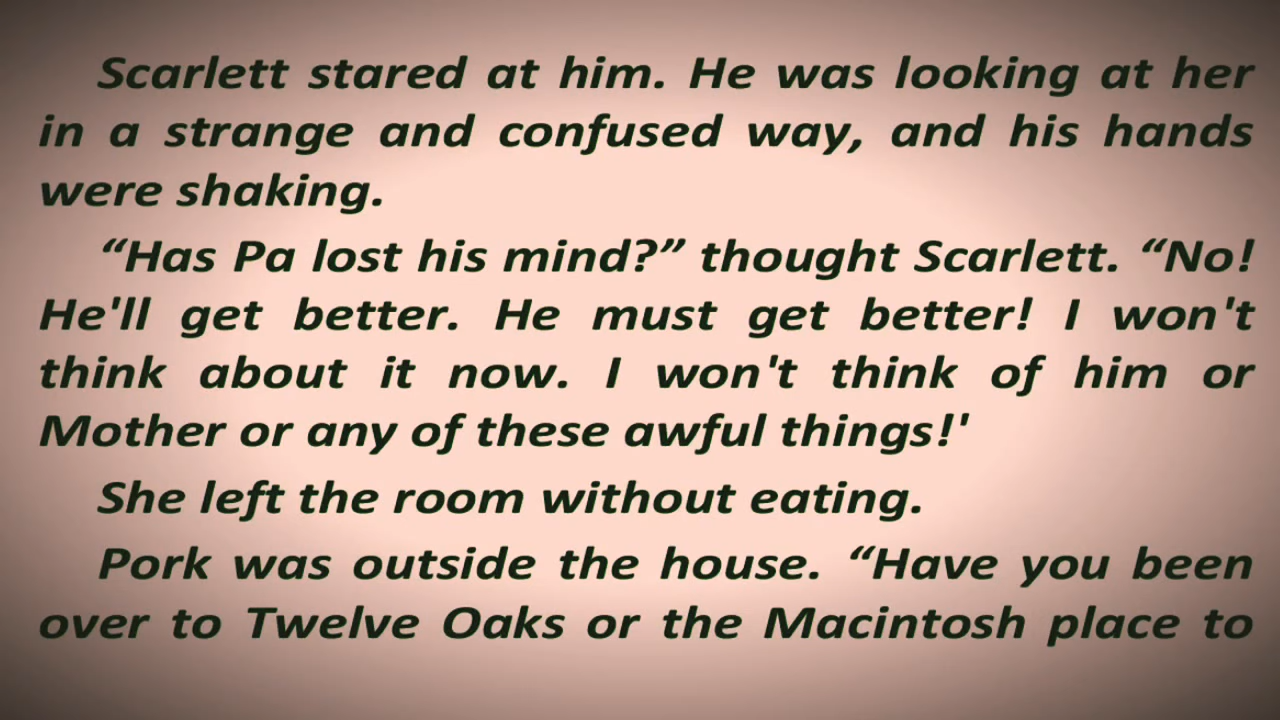 Scarlett stared at him. He was looking at her
in a strange and confused way, and his hands
were shaking.
“Has Pa lost his mind?” thought Scarlett. “No!
He'll get better. He must get better! I won't
think about it now. I won't think of him or
Mother or any of these awful things!'
She left the room without eating.
Pork was outside the house. “Have you been
over to Twelve Oaks or the Macintosh place to